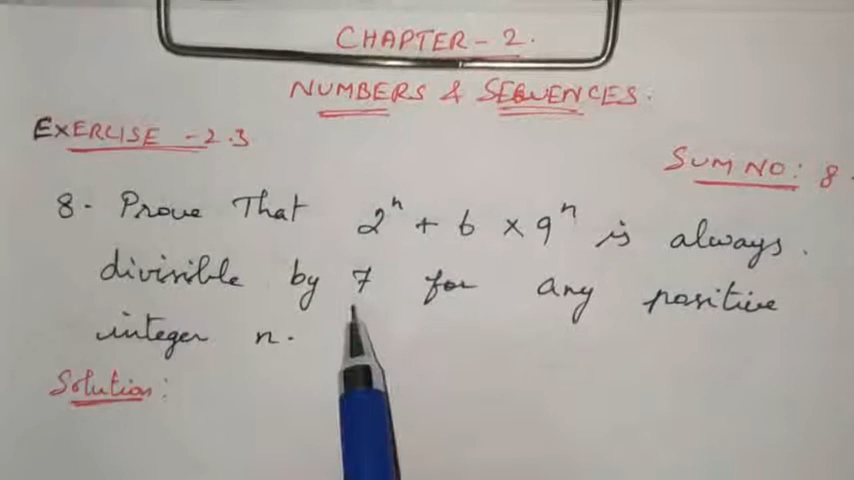 CHAPTER - 2.
NUMBERS & SEQUENCES.
EXERCISE - 2.3
SUM NO: 8.
8. Prove That 2ⁿ + 6 × 9ⁿ is always.
divisible by 7 for any positive
integer n.
Solution: